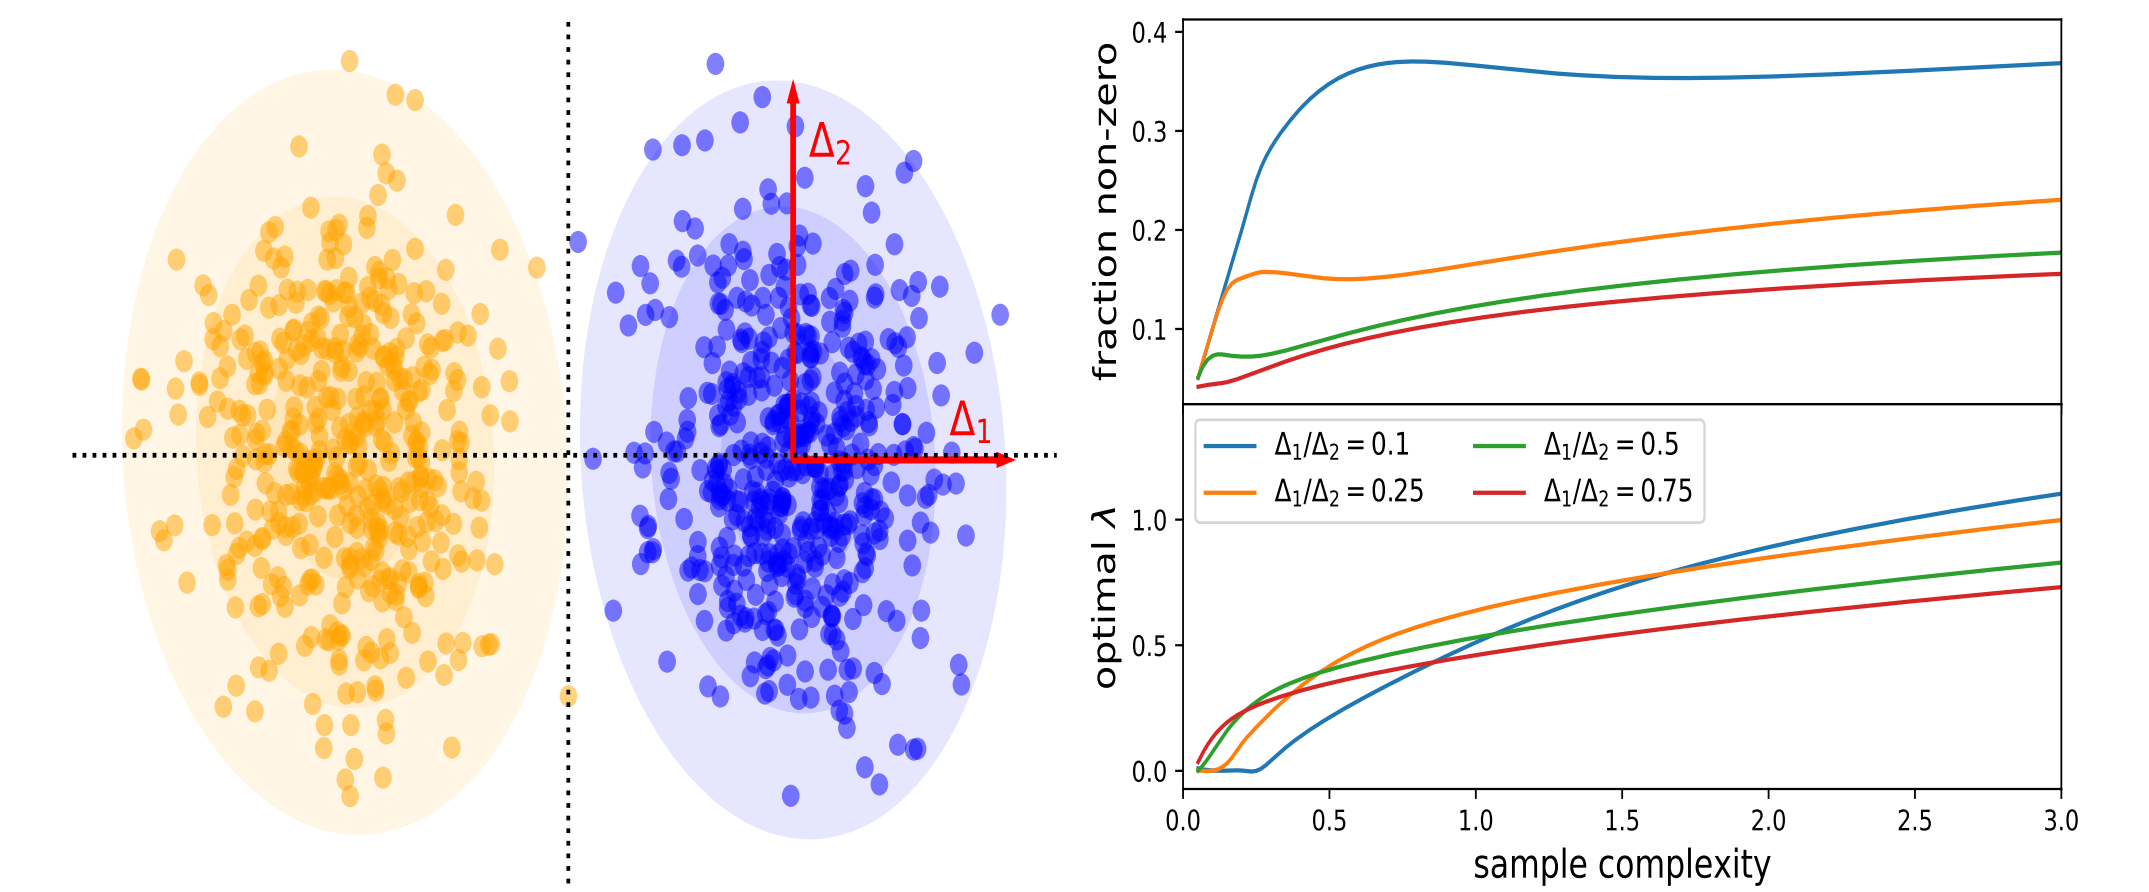 Δ₂
Δ₁
fraction non-zero
0.4
0.3
0.2
0.1
Δ₁/Δ₂ = 0.1
Δ₁/Δ₂ = 0.25
Δ₁/Δ₂ = 0.5
Δ₁/Δ₂ = 0.75
optimal λ
1.0
0.5
0.0
0.0 0.5 1.0 1.5 2.0 2.5 3.0
sample complexity